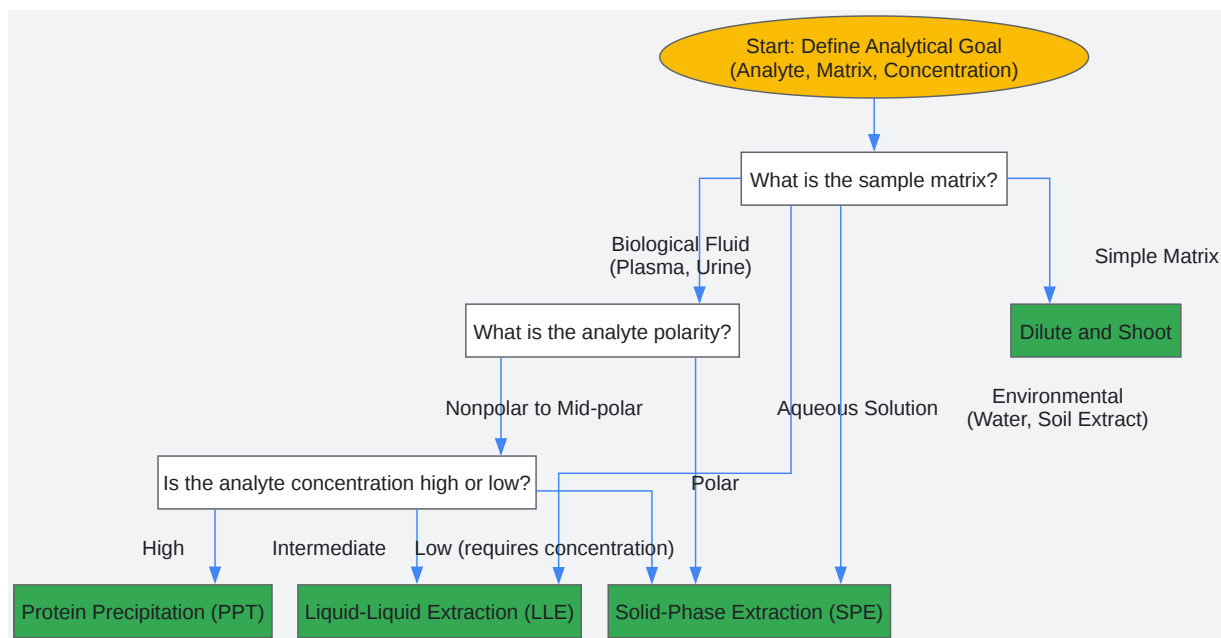 Start: Define Analytical Goal
(Analyte, Matrix, Concentration)
What is the sample matrix?
Biological Fluid
(Plasma, Urine)
Simple Matrix
What is the analyte polarity?
Dilute and Shoot
Nonpolar to Mid-polar
Aqueous Solution
Environmental
(Water, Soil Extract)
Is the analyte concentration high or low?
Polar
High
Intermediate
Low (requires concentration)
Protein Precipitation (PPT)
Liquid-Liquid Extraction (LLE)
Solid-Phase Extraction (SPE)